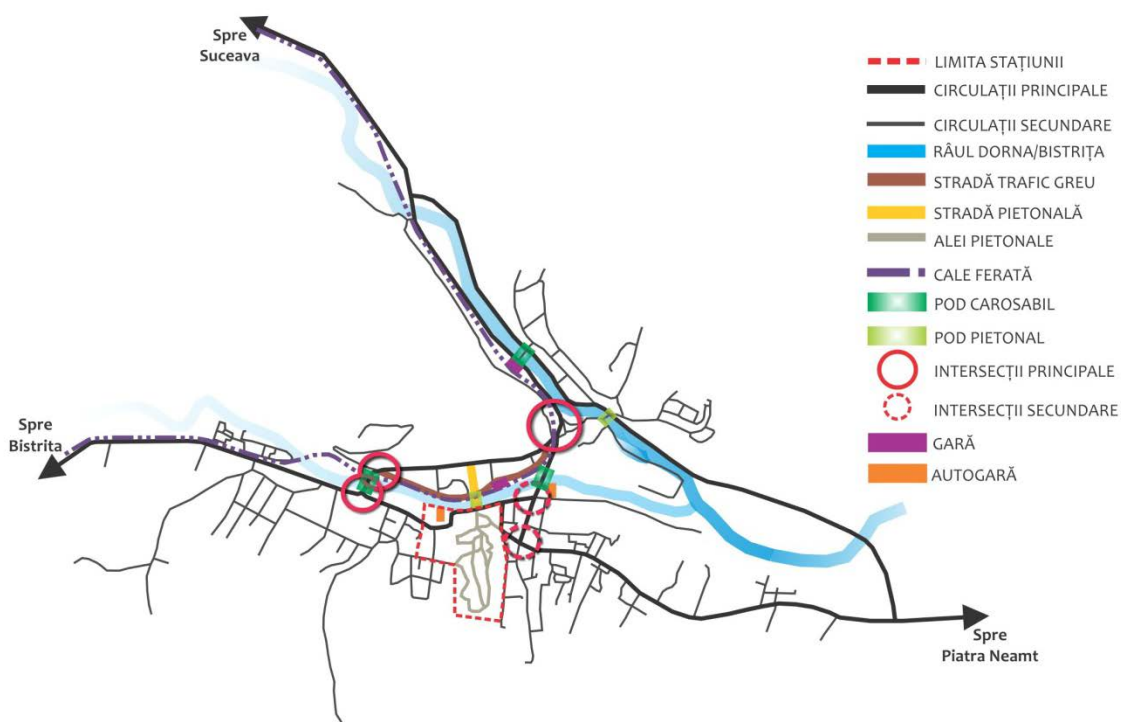 Spre
Suceava
Spre
Bistrita
Spre
Piatra Neamt
LIMITA STAȚIUNII
CIRCULAȚII PRINCIPALE
CIRCULAȚII SECUNDARE
RÂUL DORNA/BISTRIȚA
STRADĂ TRAFIC GREU
STRADĂ PIETONALĂ
ALEI PIETONALE
CALE FERATĂ
POD CAROSABIL
POD PIETONAL
INTERSECȚII PRINCIPALE
INTERSECȚII SECUNDARE
GARĂ
AUTOGARĂ